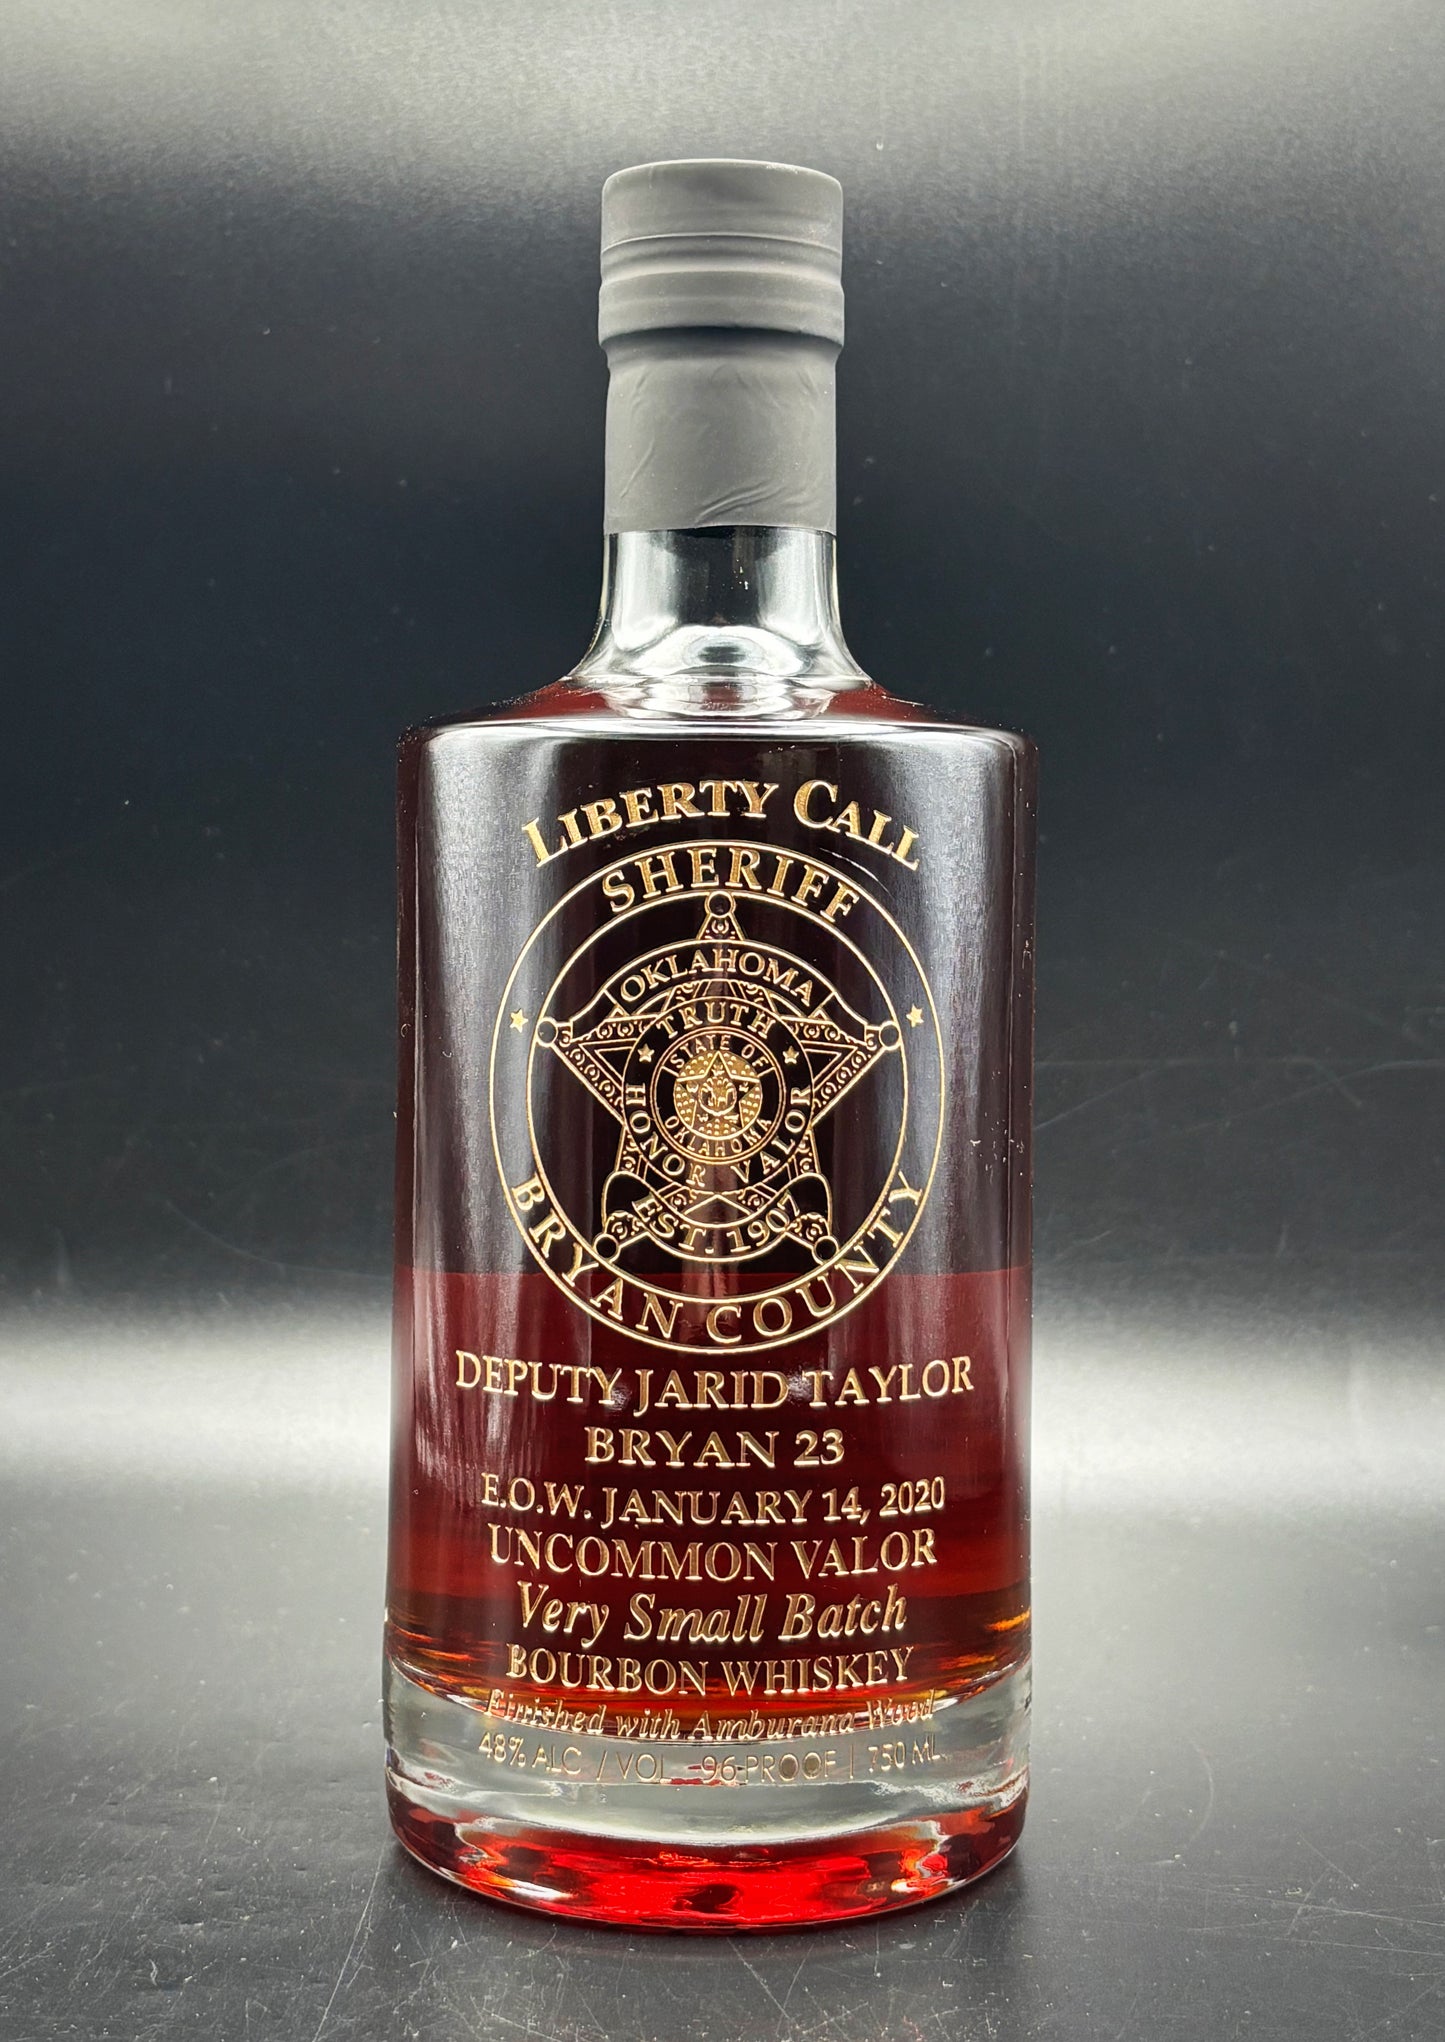 LIBERTY CALL
SHERIFF
OKLAHOMA
TRUTH
STATE OF
OKLAHOMA
HONOR VALOR
EST. 1907
BRYAN COUNTY
DEPUTY JARID TAYLOR
BRYAN 23
E.O.W. JANUARY 14, 2020
UNCOMMON VALOR
Very Small Batch
BOURBON WHISKEY
Finished with Amburana Wood
48% ALC / VOL 96 PROOF | 750 ML